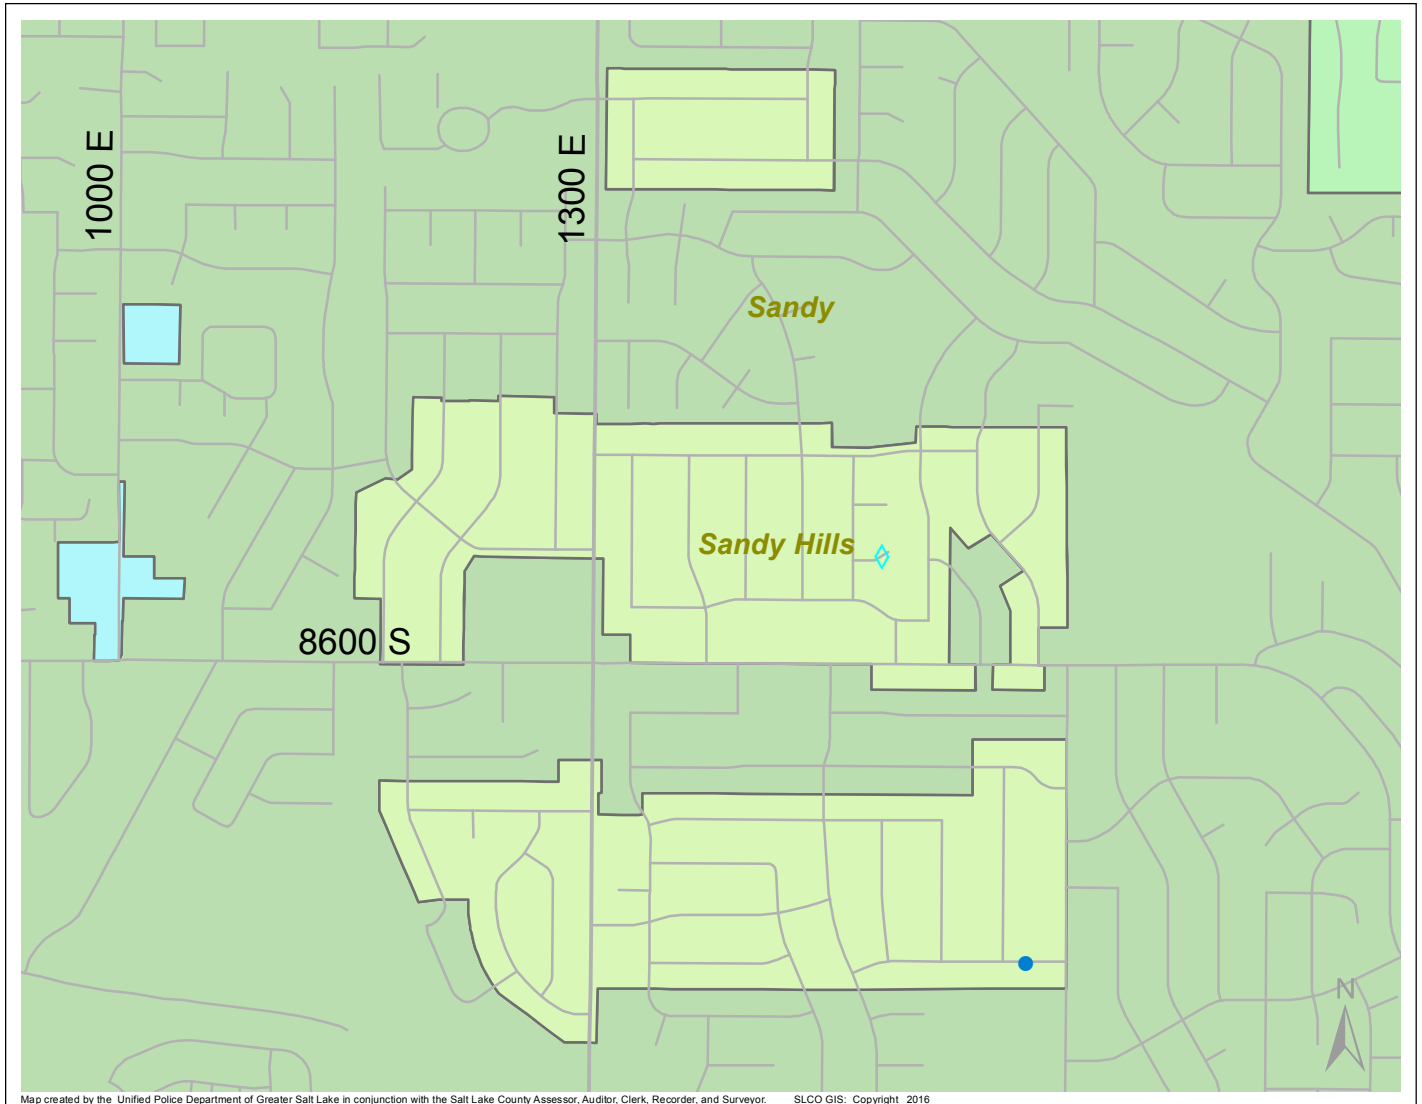 1000 E
1300 E
Sandy
Sandy Hills
8600 S
N
Map created by the Unified Police Department of Greater Salt Lake in conjunction with the Salt Lake County Assessor, Auditor, Clerk, Recorder, and Surveyor. SLCO GIS: Copyright 2016